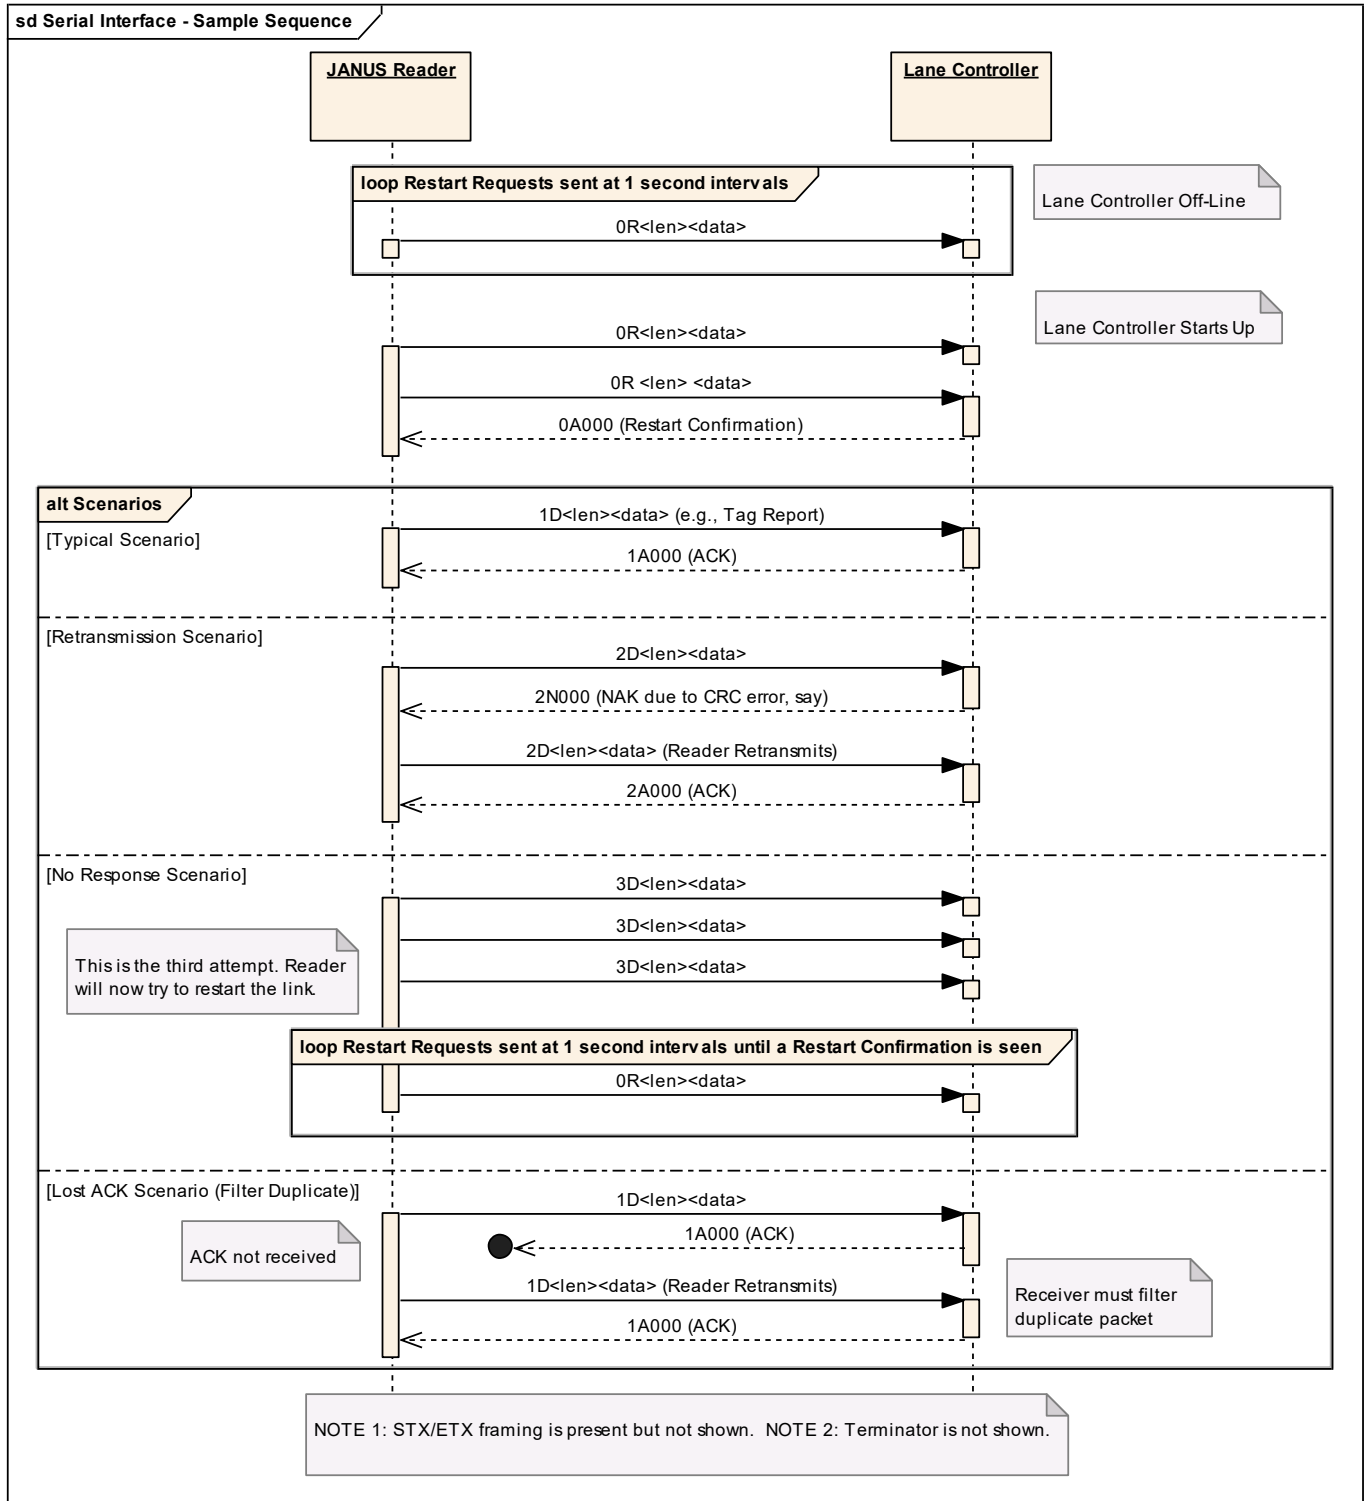 sd Serial Interface - Sample Sequence
JANUS Reader
Lane Controller
loop Restart Requests sent at 1 second intervals
Lane Controller Off-Line
0R<len><data>
Lane Controller Starts Up
0R<len><data>
0R <len> <data>
0A000 (Restart Confirmation)
alt Scenarios
1D<len><data> (e.g., Tag Report)
[Typical Scenario]
1A000 (ACK)
[Retransmission Scenario]
2D<len><data>
2N000 (NAK due to CRC error, say)
2D<len><data> (Reader Retransmits)
2A000 (ACK)
[No Response Scenario]
3D<len><data>
3D<len><data>
This is the third attempt. Reader
will now try to restart the link.
3D<len><data>
loop Restart Requests sent at 1 second intervals until a Restart Confirmation is seen
0R<len><data>
[Lost ACK Scenario (Filter Duplicate)]
1D<len><data>
1A000 (ACK)
ACK not received
1D<len><data> (Reader Retransmits)
Receiver must filter
duplicate packet
1A000 (ACK)
NOTE 1: STX/ETX framing is present but not shown.  NOTE 2: Terminator is not shown.